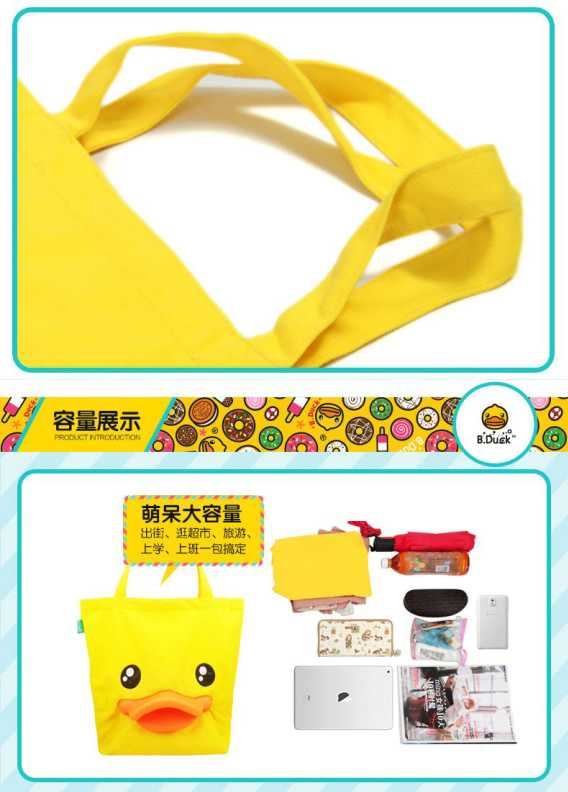 容量展示
PRODUCT INTRODUCTION
B.Duck
萌呆大容量
出街、逛超市、旅游、
上学、上班一包搞定